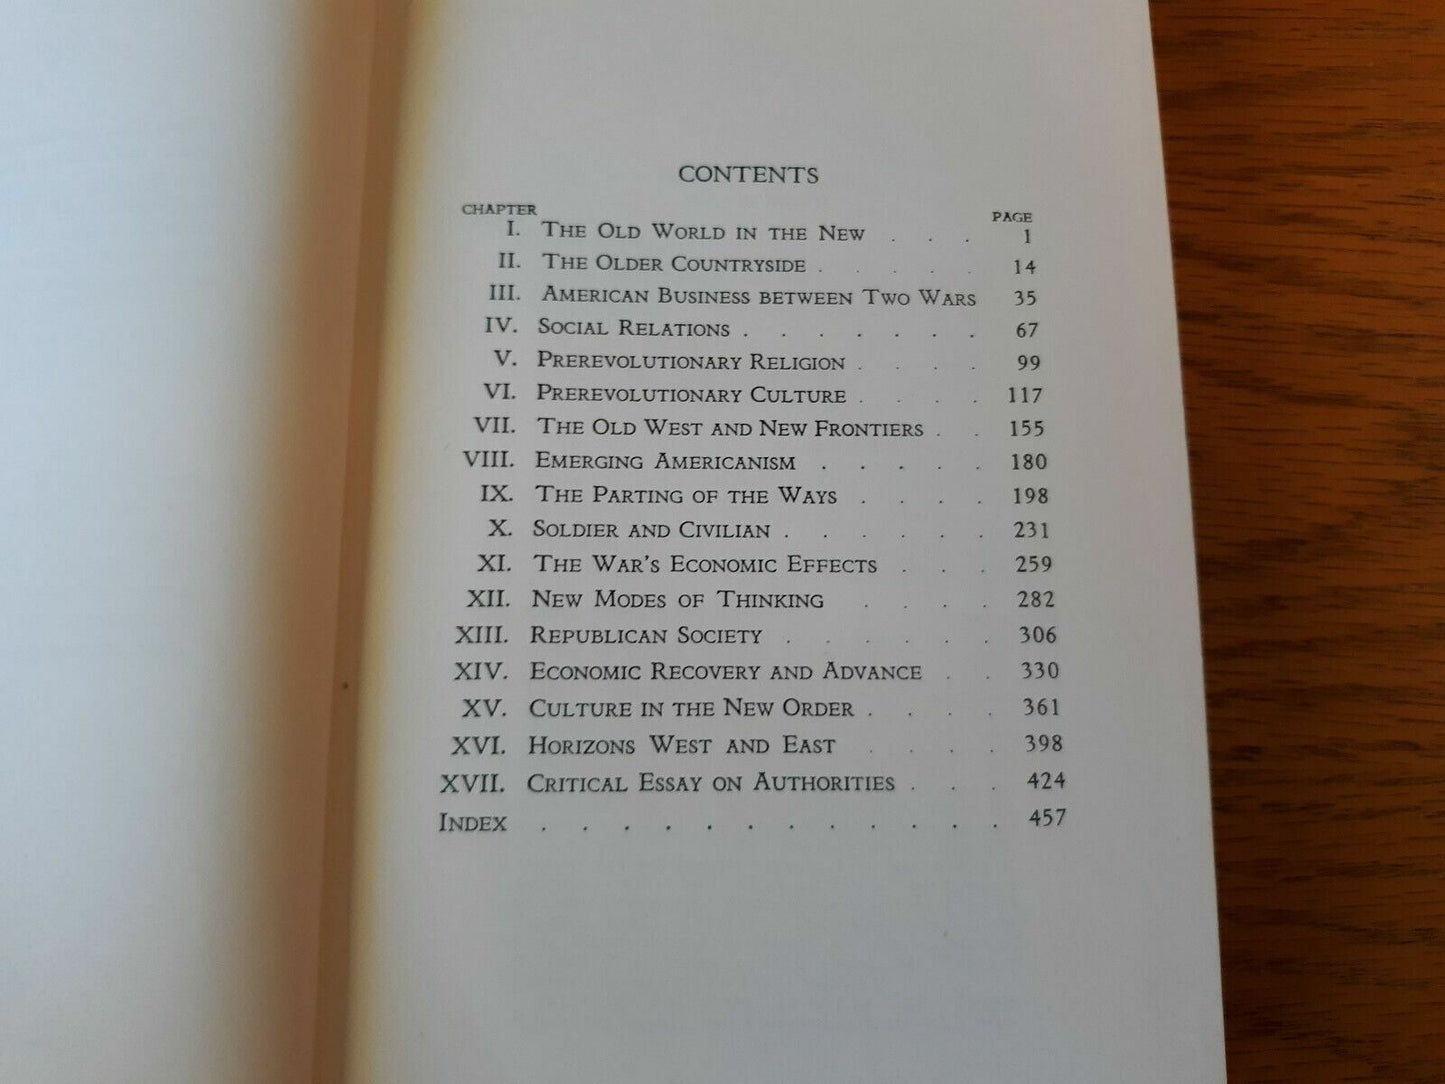 CONTENTS
CHAPTER PAGE
I. THE OLD WORLD IN THE NEW . . . 1
II. THE OLDER COUNTRYSIDE . . . . . 14
III. AMERICAN BUSINESS BETWEEN TWO WARS 35
IV. SOCIAL RELATIONS . . . . . . . 67
V. PREREVOLUTIONARY RELIGION . . . . 99
VI. PREREVOLUTIONARY CULTURE . . . . 117
VII. THE OLD WEST AND NEW FRONTIERS . . 155
VIII. EMERGING AMERICANISM . . . . . 180
IX. THE PARTING OF THE WAYS . . . . 198
X. SOLDIER AND CIVILIAN . . . . . . 231
XI. THE WAR'S ECONOMIC EFFECTS . . . 259
XII. NEW MODES OF THINKING . . . . 282
XIII. REPUBLICAN SOCIETY . . . . . . 306
XIV. ECONOMIC RECOVERY AND ADVANCE . . 330
XV. CULTURE IN THE NEW ORDER . . . . 361
XVI. HORIZONS WEST AND EAST . . . . 398
XVII. CRITICAL ESSAY ON AUTHORITIES . . . 424
INDEX . . . . . . . . . . . . 457